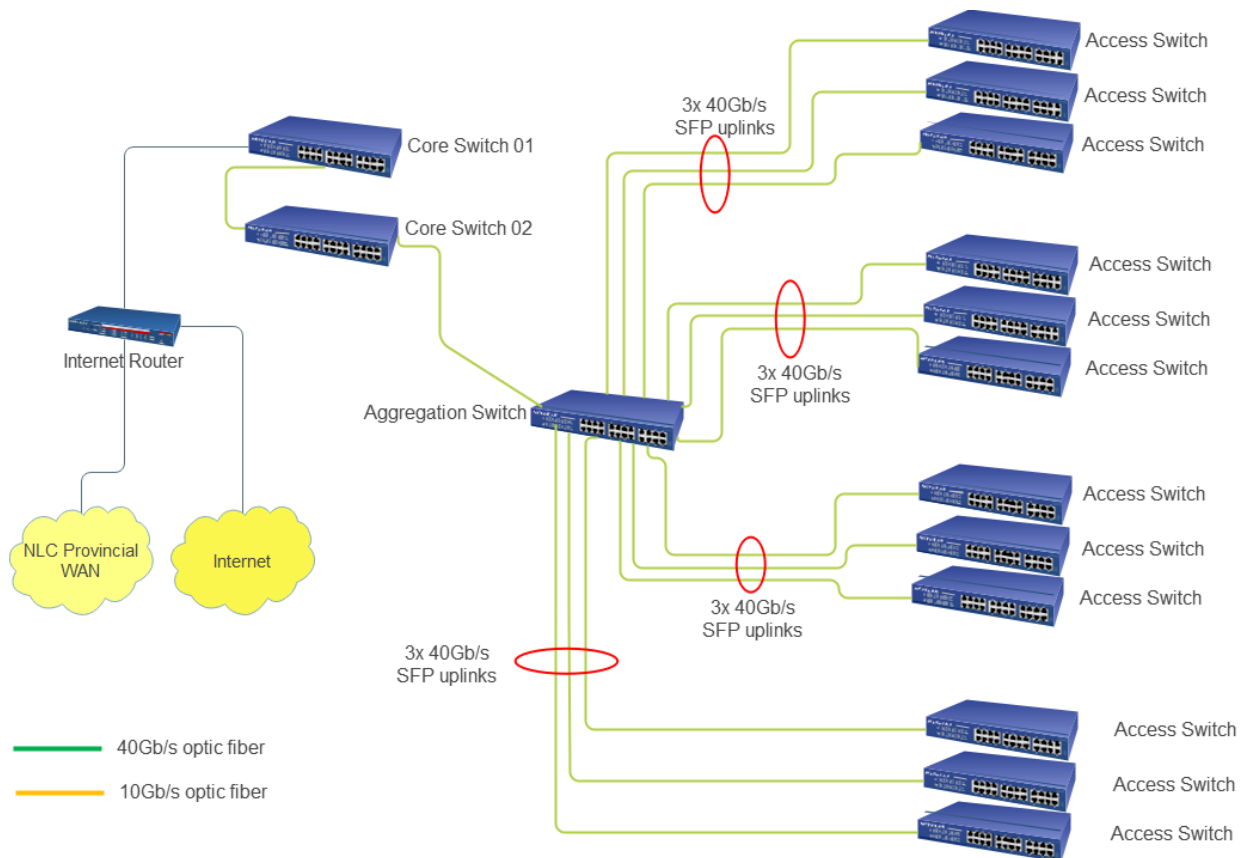 Access Switch
Access Switch
Access Switch
3x 40Gb/s
SFP uplinks
Core Switch 01
Core Switch 02
Access Switch
Access Switch
Access Switch
3x 40Gb/s
SFP uplinks
Internet Router
Aggregation Switch
NLC Provincial
WAN
Internet
Access Switch
Access Switch
Access Switch
3x 40Gb/s
SFP uplinks
3x 40Gb/s
SFP uplinks
Access Switch
Access Switch
Access Switch
40Gb/s optic fiber
10Gb/s optic fiber